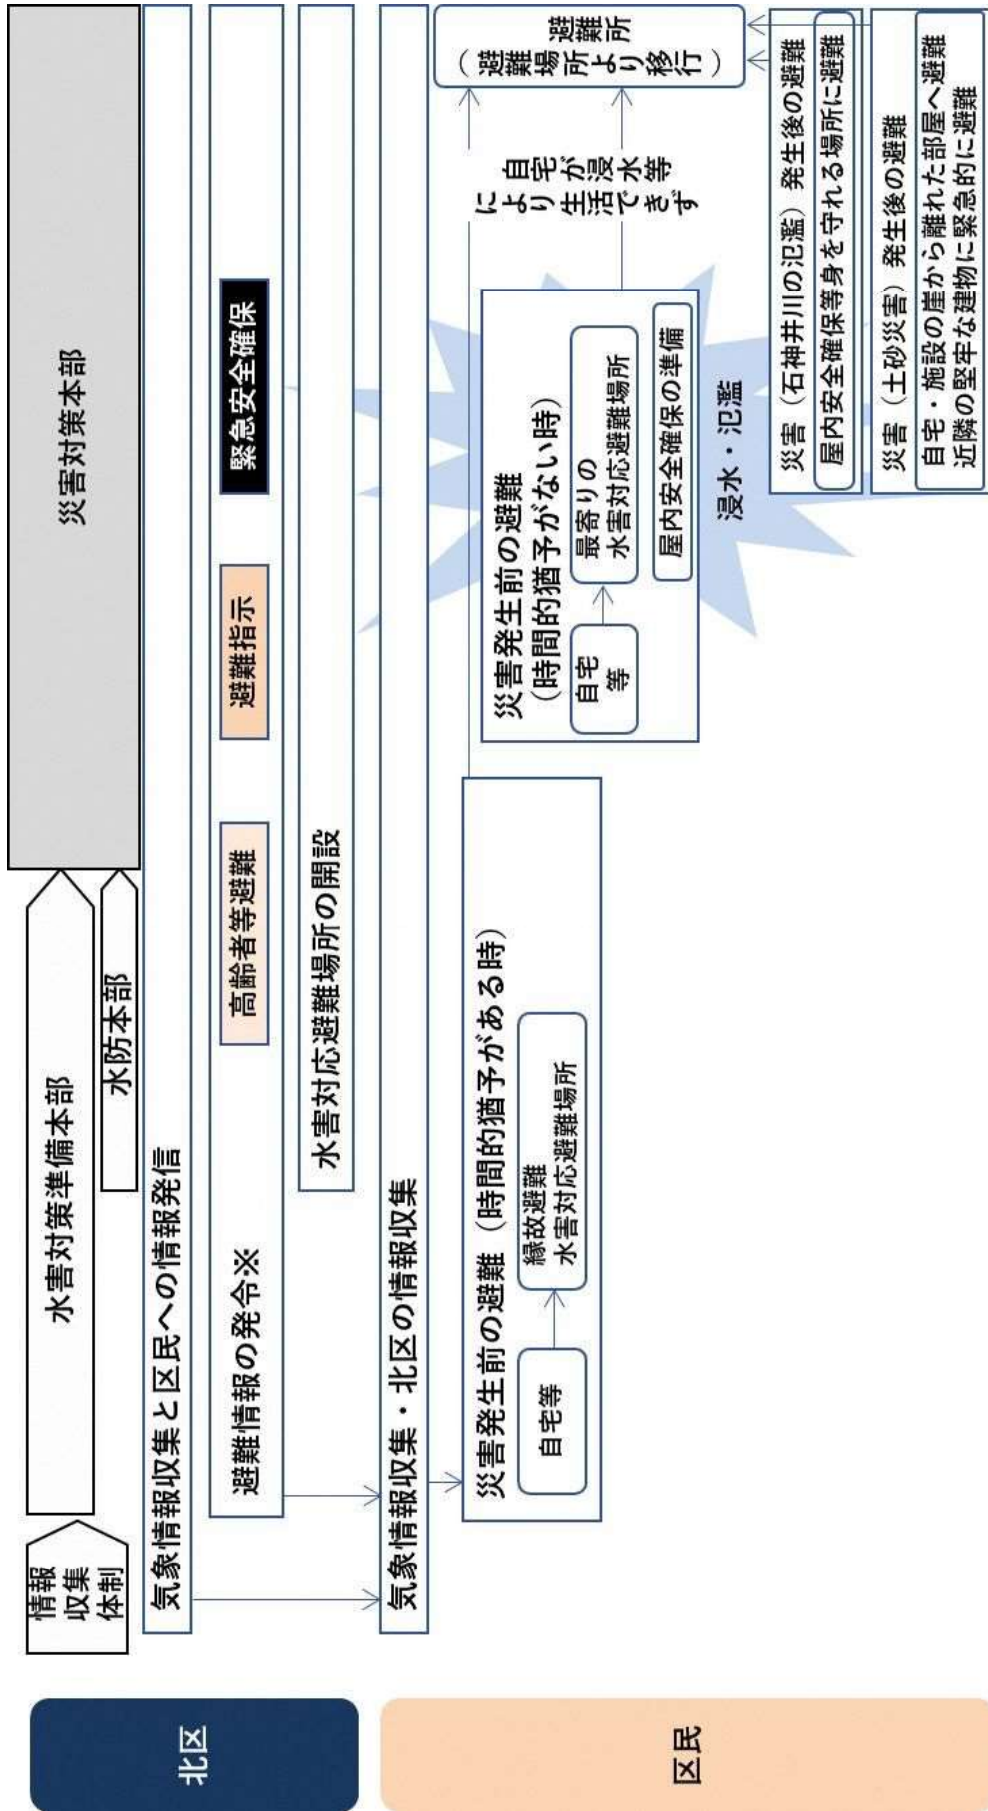 北区
情報
収集
体制
水害対策準備本部
水防本部
災害対策本部
気象情報収集と区民への情報発信
避難情報の発令※
高齢者等避難
避難指示
緊急安全確保
水害対応避難場所の開設
区民
気象情報収集・北区の情報収集
災害発生前の避難（時間的猶予がある時）
自宅等
縁故避難
水害対応避難場所
災害発生前の避難
（時間的猶予がない時）
自宅
等
最寄りの
水害対応避難場所
屋内安全確保の準備
浸水・氾濫
自宅が浸水等
により生活できず
避難所
（避難場所より移行）
災害（石神井川の氾濫）発生後の避難
屋内安全確保等身を守れる場所に避難
災害（土砂災害）発生後の避難
自宅・施設の崖から離れた部屋へ避難
近隣の堅牢な建物に緊急的に避難